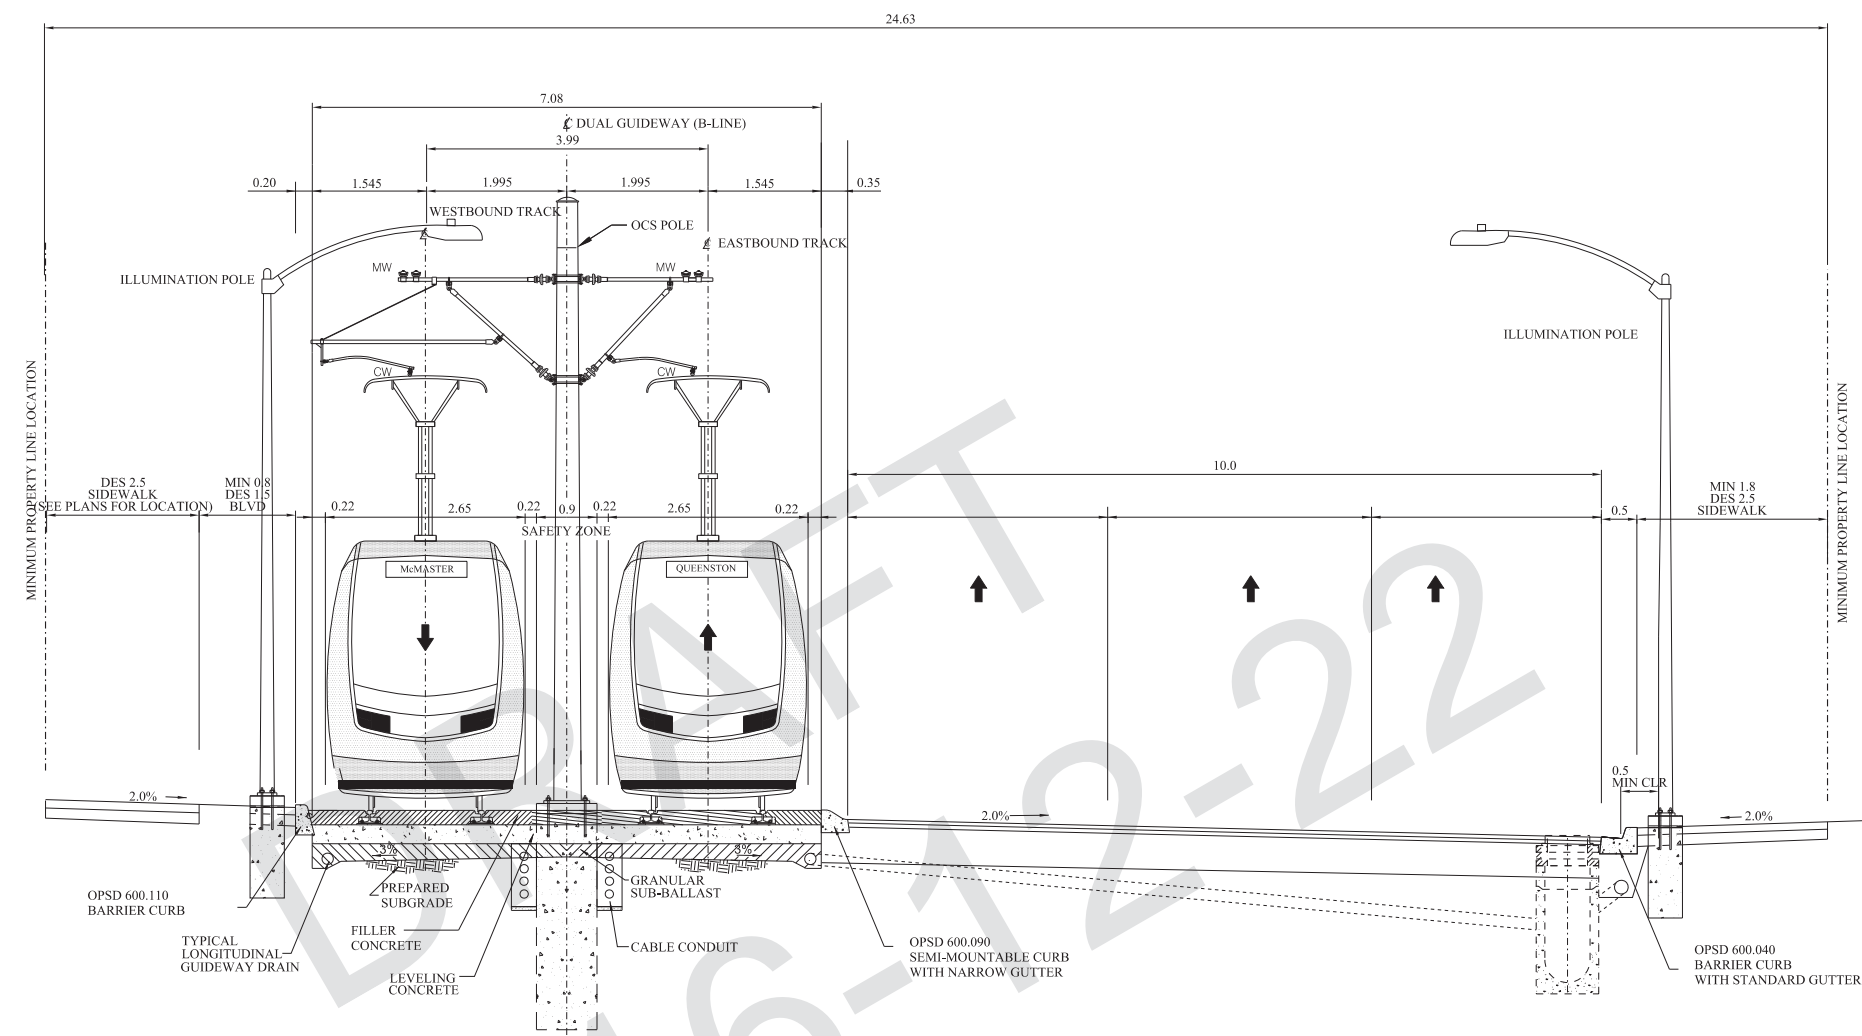 24.63
7.08
℄ DUAL GUIDEWAY (B-LINE)
3.99
0.20
1.545
1.995
1.995
1.545
0.35
WESTBOUND TRACK
℄
OCS POLE
℄ EASTBOUND TRACK
MW
MW
ILLUMINATION POLE
ILLUMINATION POLE
CW
CW
MINIMUM PROPERTY LINE LOCATION
MINIMUM PROPERTY LINE LOCATION
10.0
DES 2.5
SIDEWALK
(SEE PLANS FOR LOCATION)
MIN 0.8
DES 1.5
BLVD
0.22
2.65
0.22
0.9
0.22
2.65
0.22
SAFETY ZONE
0.5
MIN 1.8
DES 2.5
SIDEWALK
McMASTER
QUEENSTON
0.5
MIN CLR
2.0%
2.0%
2.0%
3%
3%
PREPARED
SUBGRADE
GRANULAR
SUB-BALLAST
OPSD 600.110
BARRIER CURB
TYPICAL
LONGITUDINAL
GUIDEWAY DRAIN
FILLER
CONCRETE
LEVELING
CONCRETE
CABLE CONDUIT
OPSD 600.090
SEMI-MOUNTABLE CURB
WITH NARROW GUTTER
OPSD 600.040
BARRIER CURB
WITH STANDARD GUTTER
DRAFT
16-12-22